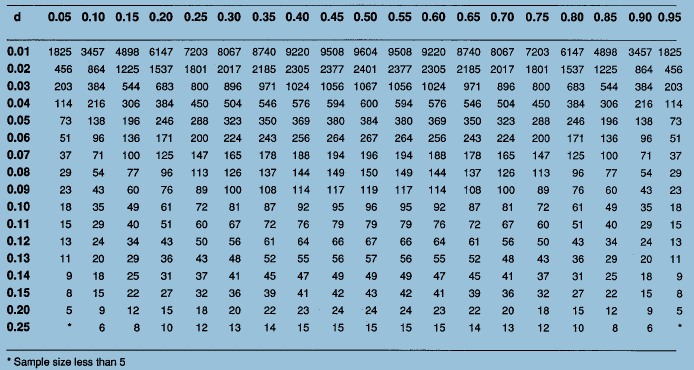 d 0.05 0.10 0.15 0.20 0.25 0.30 0.35 0.40 0.45 0.50 0.55 0.60 0.65 0.70 0.75 0.80 0.85 0.90 0.95
0.01 1825 3457 4898 6147 7203 8067 8740 9220 9508 9604 9508 9220 8740 8067 7203 6147 4898 3457 1825
0.02 456 864 1225 1537 1801 2017 2185 2305 2377 2401 2377 2305 2185 2017 1801 1537 1225 864 456
0.03 203 384 544 683 800 896 971 1024 1056 1067 1056 1024 971 896 800 683 544 384 203
0.04 114 216 306 384 450 504 546 576 594 600 594 576 546 504 450 384 306 216 114
0.05 73 138 196 246 288 323 350 369 380 384 380 369 350 323 288 246 196 138 73
0.06 51 96 136 171 200 224 243 256 264 267 264 256 243 224 200 171 136 96 51
0.07 37 71 100 125 147 165 178 188 194 196 194 188 178 165 147 125 100 71 37
0.08 29 54 77 96 113 126 137 144 149 150 149 144 137 126 113 96 77 54 29
0.09 23 43 60 76 89 100 108 114 117 119 117 114 108 100 89 76 60 43 23
0.10 18 35 49 61 72 81 87 92 95 96 95 92 87 81 72 61 49 35 18
0.11 15 29 40 51 60 67 72 76 79 79 79 76 72 67 60 51 40 29 15
0.12 13 24 34 43 50 56 61 64 66 67 66 64 61 56 50 43 34 24 13
0.13 11 20 29 36 43 48 52 55 56 57 56 55 52 48 43 36 29 20 11
0.14 9 18 25 31 37 41 45 47 49 49 49 47 45 41 37 31 25 18 9
0.15 8 15 22 27 32 36 39 41 42 43 42 41 39 36 32 27 22 15 8
0.20 5 9 12 15 18 20 22 23 24 24 24 23 22 20 18 15 12 9 5
0.25 * 6 8 10 12 13 14 15 15 15 15 15 14 13 12 10 8 6 *
* Sample size less than 5